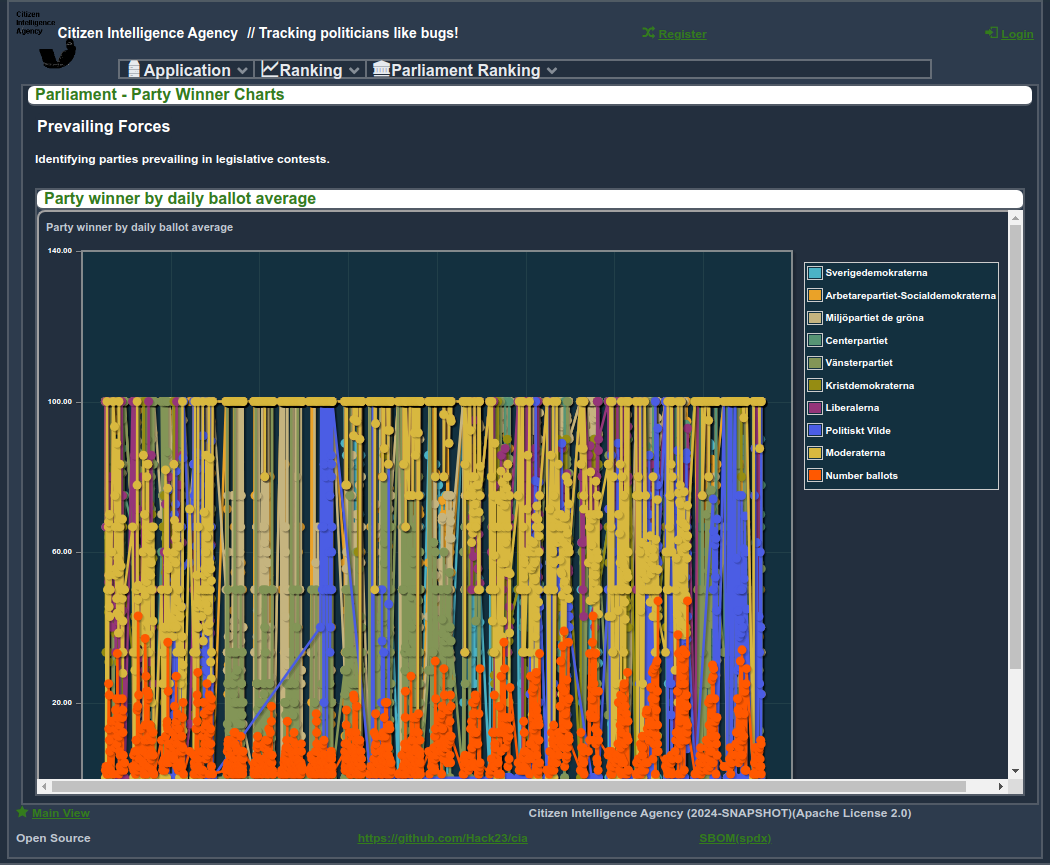 Citizen
Intelligence
Agency
Citizen Intelligence Agency // Tracking politicians like bugs!
Register
Login
Application
Ranking
Parliament Ranking
Parliament - Party Winner Charts
Prevailing Forces
Identifying parties prevailing in legislative contests.
Party winner by daily ballot average
Party winner by daily ballot average
140.00
100.00
60.00
20.00
Sverigedemokraterna
Arbetarepartiet-Socialdemokraterna
Miljöpartiet de gröna
Centerpartiet
Vänsterpartiet
Kristdemokraterna
Liberalerna
Politiskt Vilde
Moderaterna
Number ballots
Main View
Citizen Intelligence Agency (2024-SNAPSHOT)(Apache License 2.0)
Open Source
https://github.com/Hack23/cia
SBOM(spdx)